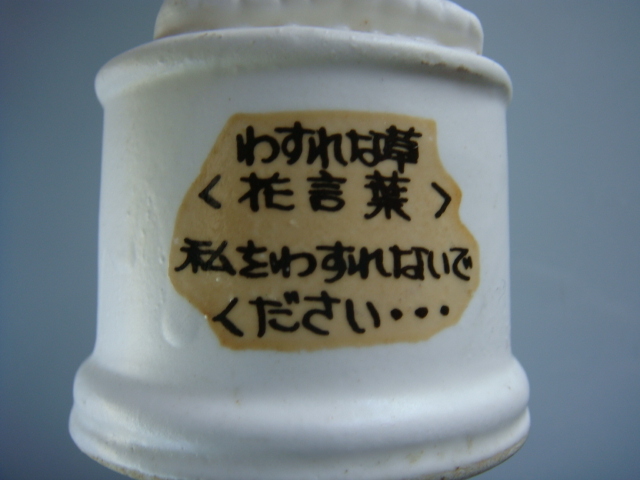 わすれな草
<花言葉>
私をわすれないで
ください・・・